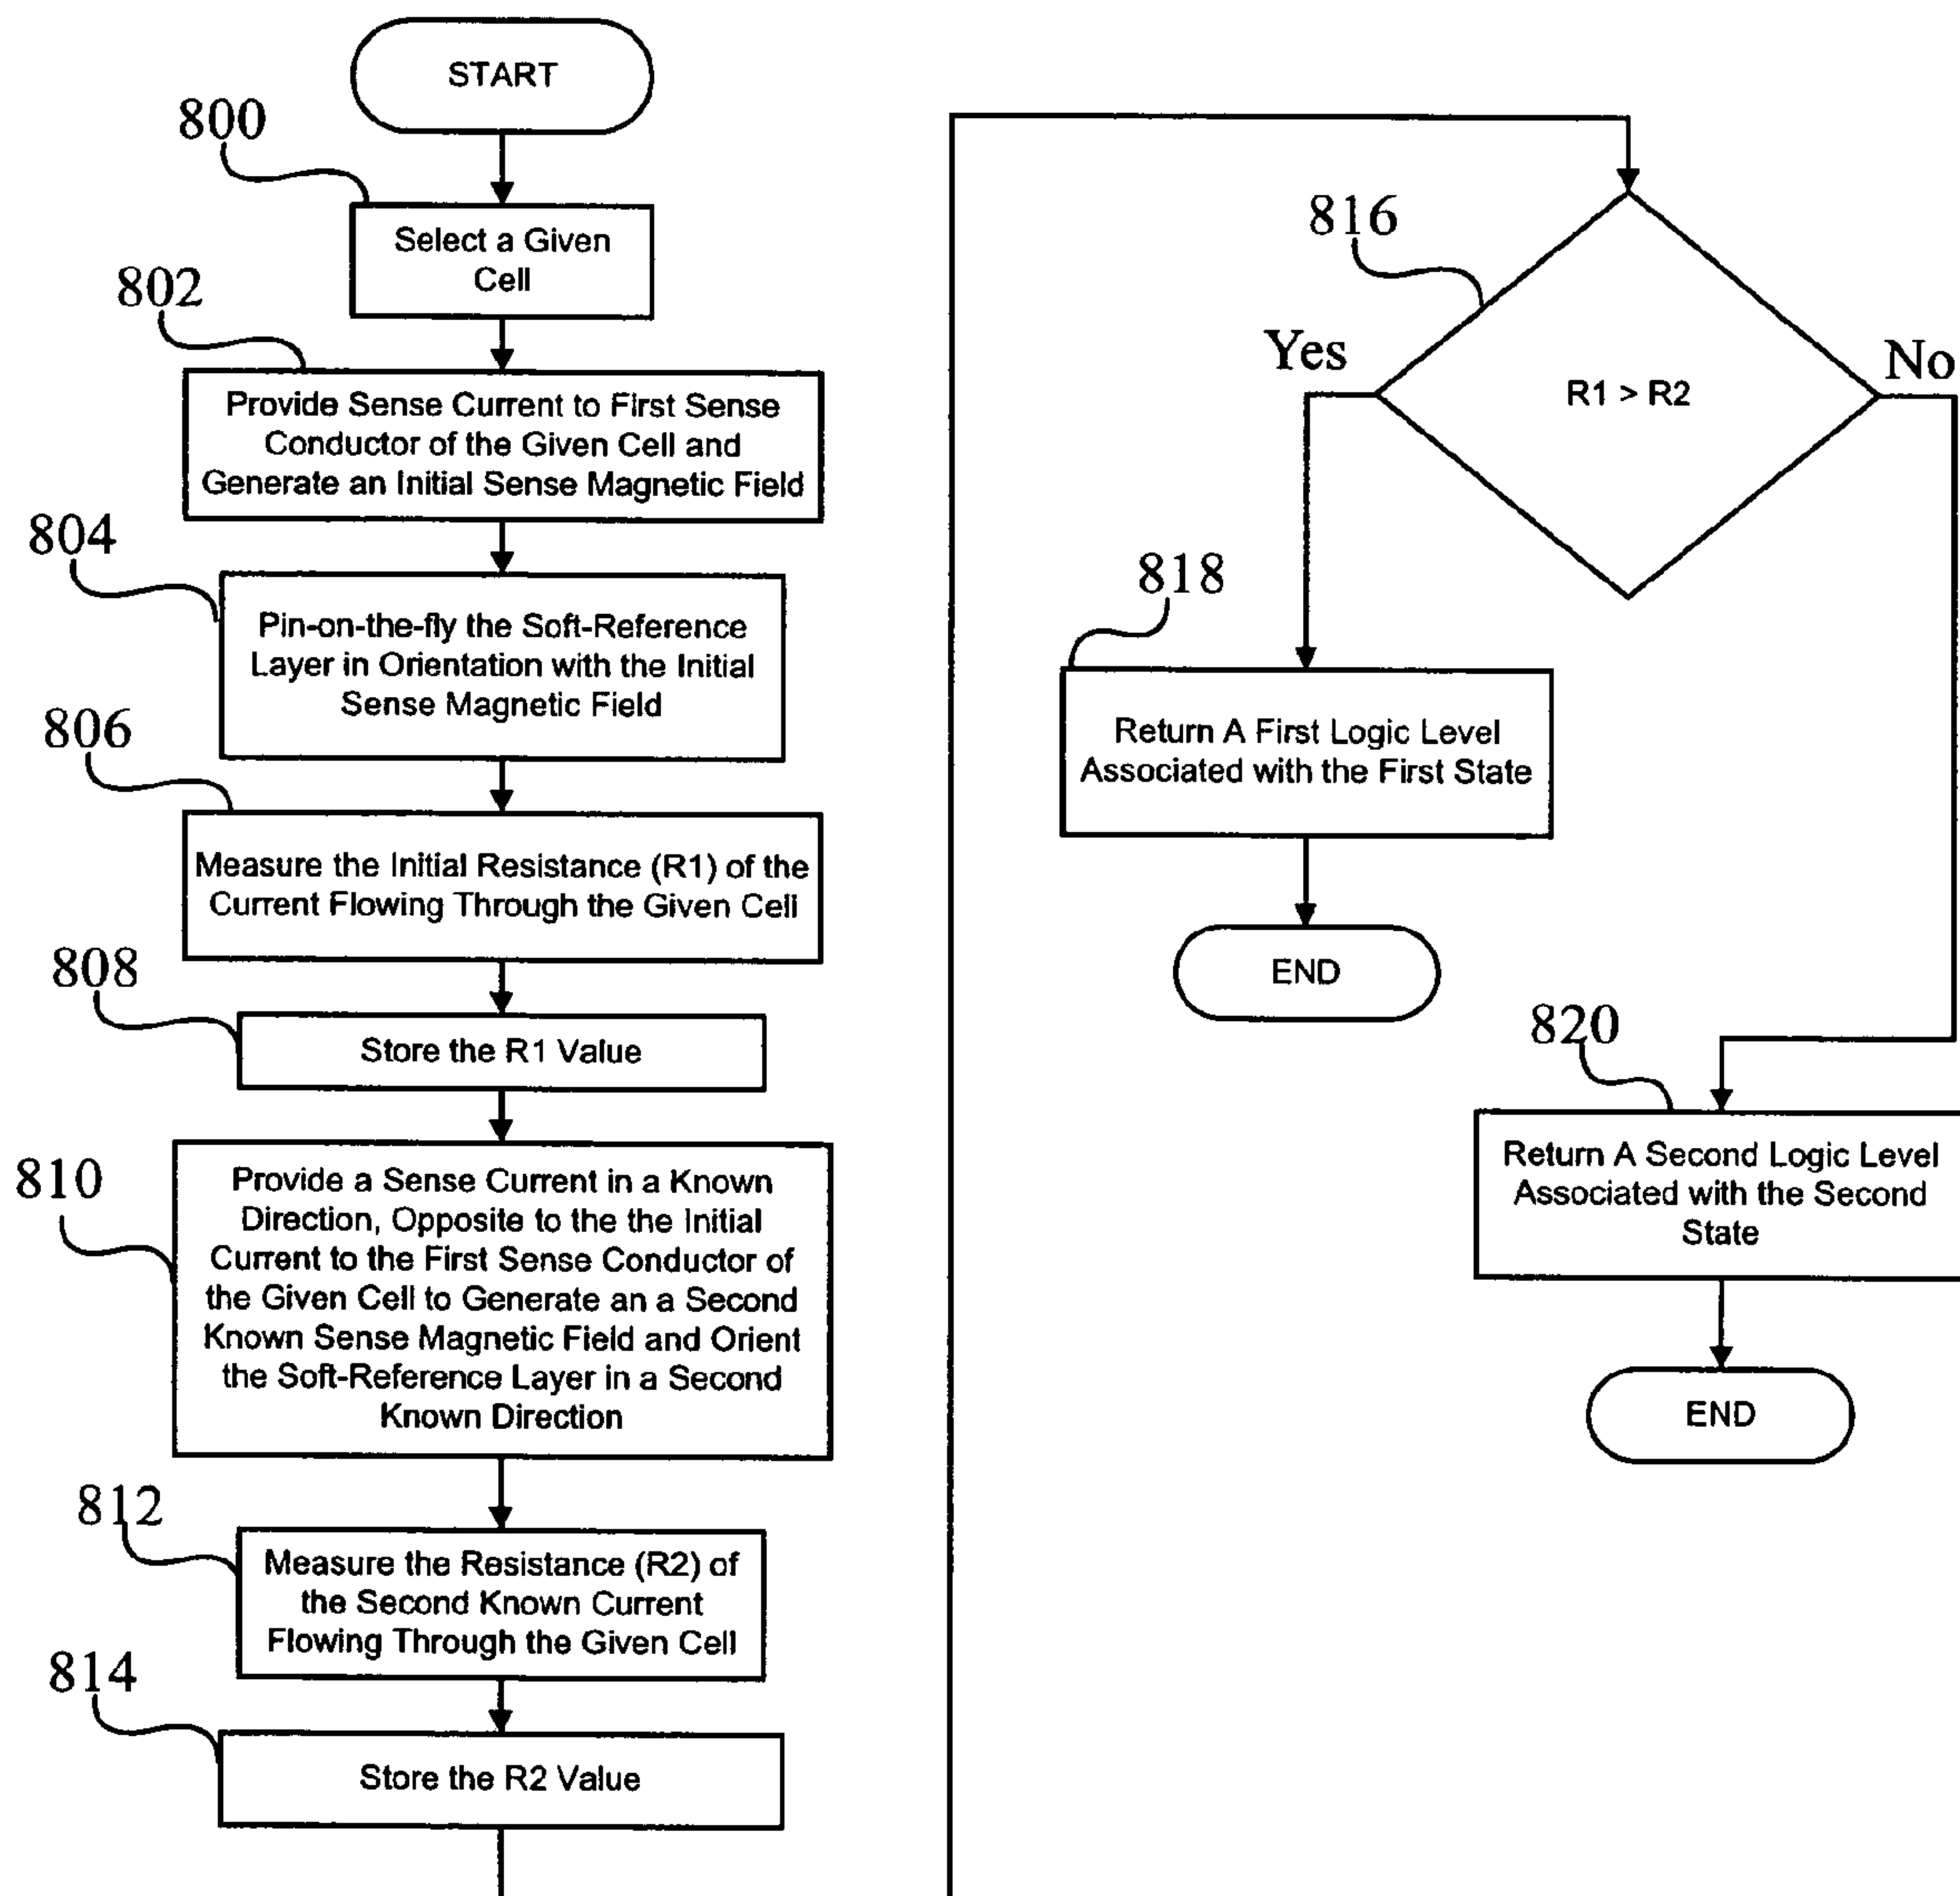 START
800
Select a Given
Cell
802
Provide Sense Current to First Sense
Conductor of the Given Cell and
Generate an Initial Sense Magnetic Field
804
Pin-on-the-fly the Soft-Reference
Layer in Orientation with the Initial
Sense Magnetic Field
806
Measure the Initial Resistance (R1) of the
Current Flowing Through the Given Cell
808
Store the R1 Value
810
Provide a Sense Current in a Known
Direction, Opposite to the the Initial
Current to the First Sense Conductor of
the Given Cell to Generate an a Second
Known Sense Magnetic Field and Orient
the Soft-Reference Layer in a Second
Known Direction
812
Measure the Resistance (R2) of
the Second Known Current
Flowing Through the Given Cell
814
Store the R2 Value
816
Yes
R1 > R2
No
818
Return A First Logic Level
Associated with the First State
END
820
Return A Second Logic Level
Associated with the Second
State
END